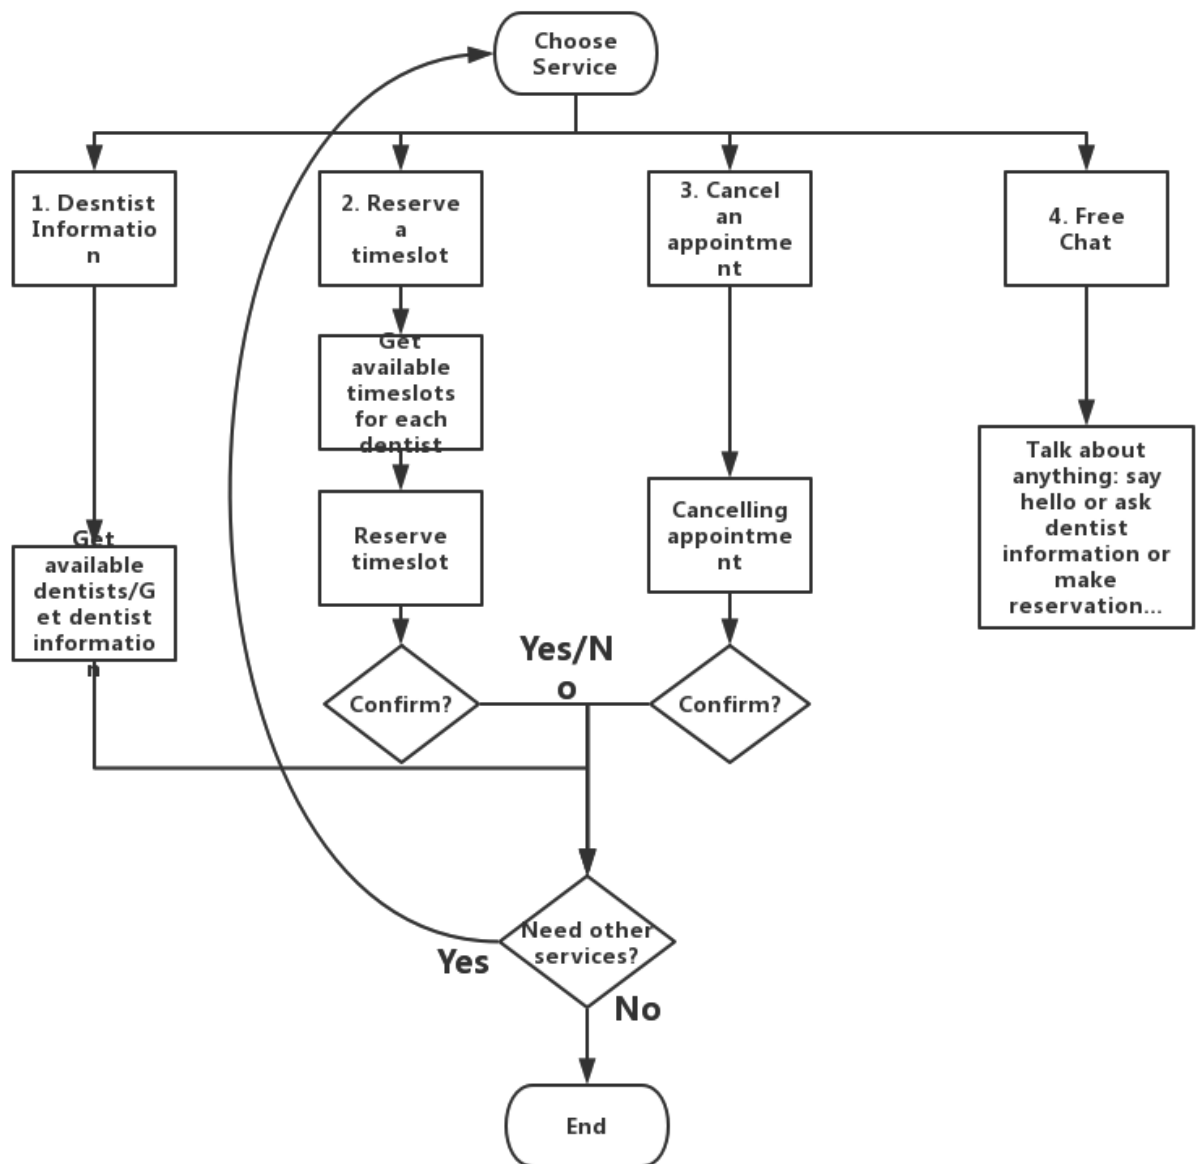 Choose
Service
1. Desntist
Informatio
n
2. Reserve
a
timeslot
3. Cancel
an
appointme
nt
4. Free
Chat
Get
available
timeslots
for each
dentist
Talk about
anything: say
hello or ask
dentist
information or
make
reservation...
Get
available
dentists/G
et dentist
informatio
n
Reserve
timeslot
Cancelling
appointme
nt
Yes/N
o
Confirm?
Confirm?
Need other
services?
Yes
No
End